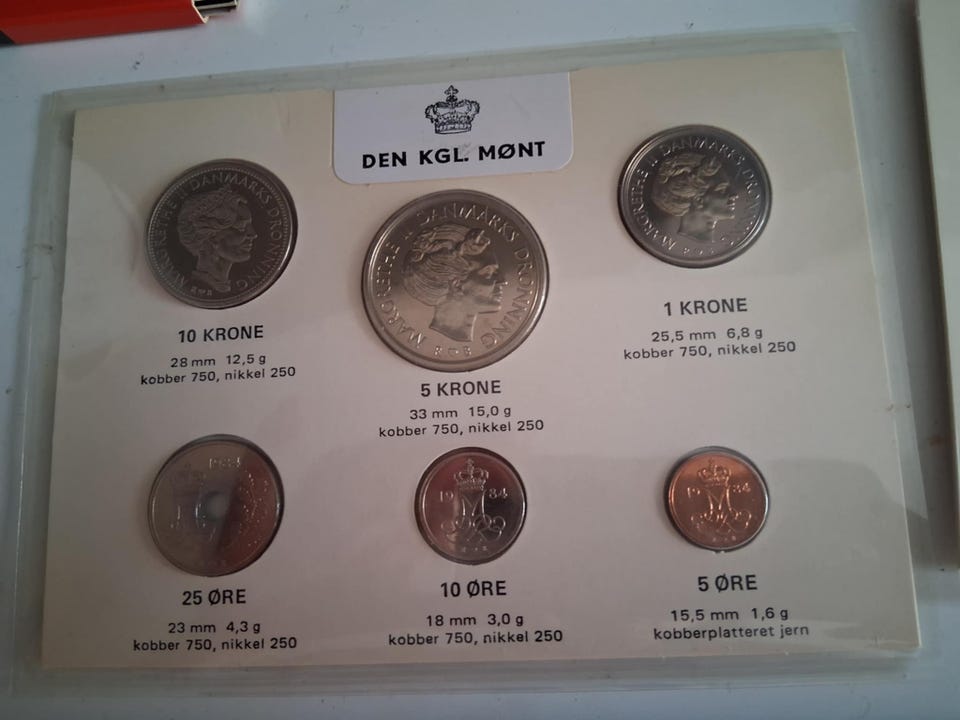 DEN KGL. MØNT
MARGRETHE II DANMARKS DRONNING
R ♥ B
10 KRONE
28 mm 12,5 g
kobber 750, nikkel 250
MARGRETHE II DANMARKS DRONNING
R ♥ B
5 KRONE
33 mm 15,0 g
kobber 750, nikkel 250
MARGRETHE II DANMARKS DRONNING
1 KRONE
25,5 mm 6,8 g
kobber 750, nikkel 250
1984
25 ØRE
23 mm 4,3 g
kobber 750, nikkel 250
1984
10 ØRE
18 mm 3,0 g
kobber 750, nikkel 250
1984
5 ØRE
15,5 mm 1,6 g
kobberplatteret jern